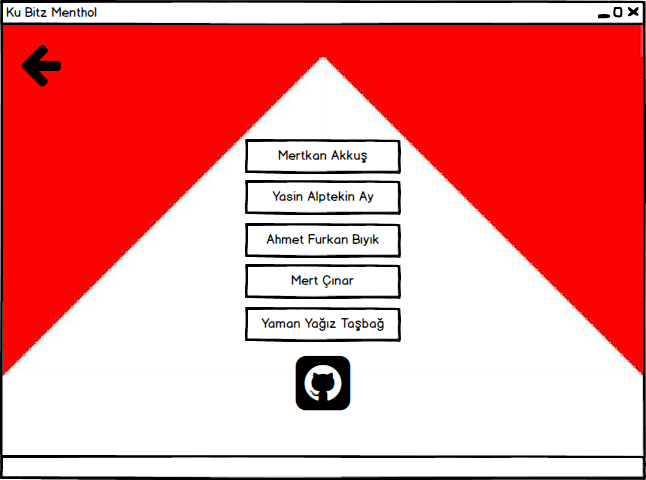 Ku Bitz Menthol
Mertkan Akkuş
Yasin Alptekin Ay
Ahmet Furkan Bıyık
Mert Çınar
Yaman Yağız Taşbağ